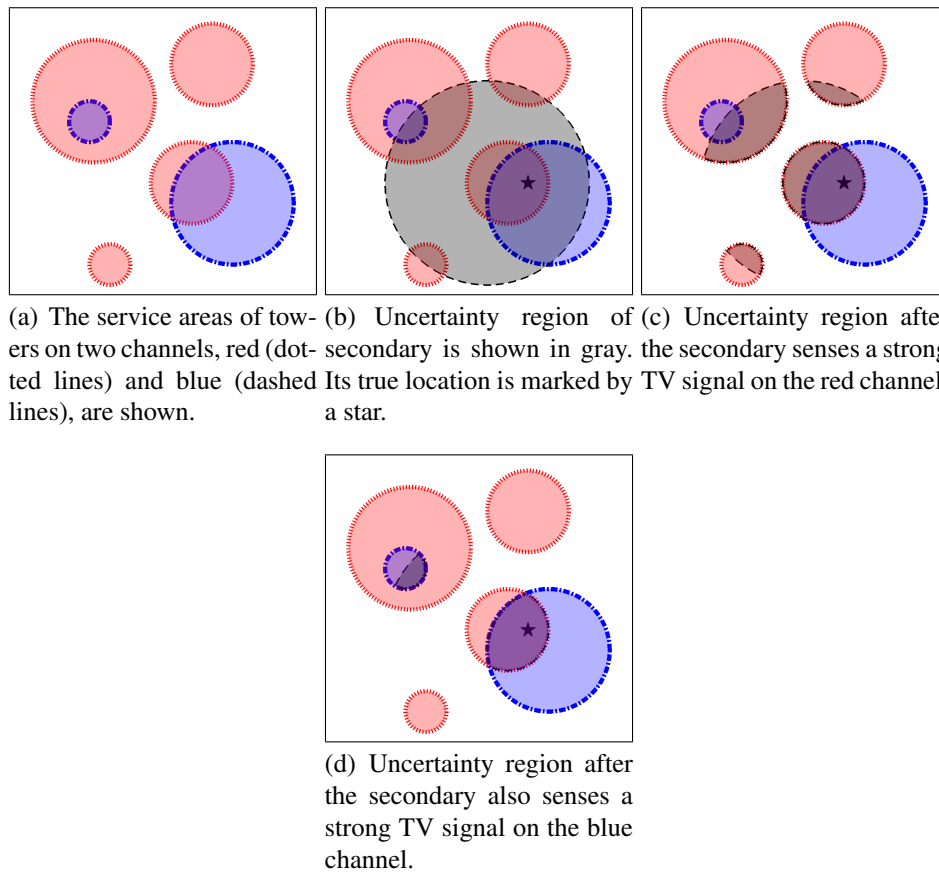 (a) The service areas of tow-
ers on two channels, red (dot-
ted lines) and blue (dashed
lines), are shown.
(b) Uncertainty region of
secondary is shown in gray.
Its true location is marked by
a star.
(c) Uncertainty region after
the secondary senses a strong
TV signal on the red channel
(d) Uncertainty region after
the secondary also senses a
strong TV signal on the blue
channel.